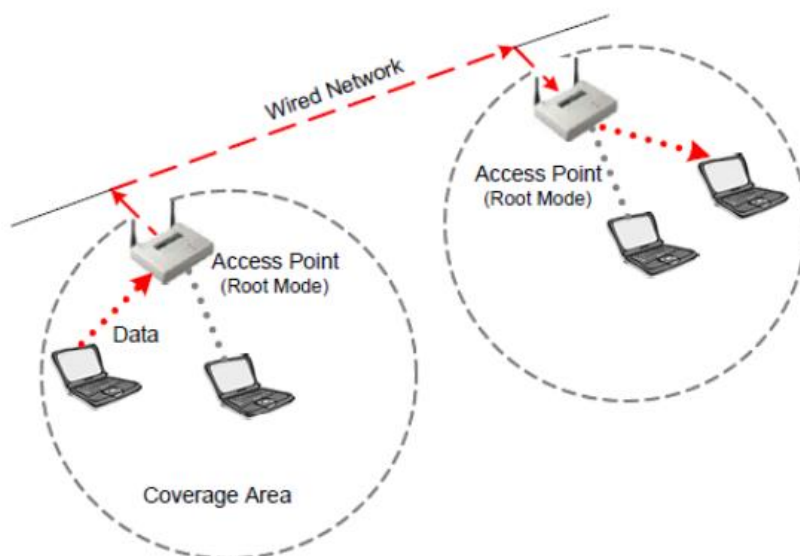 Wired Network
Access Point
(Root Mode)
Access Point
(Root Mode)
Data
Coverage Area